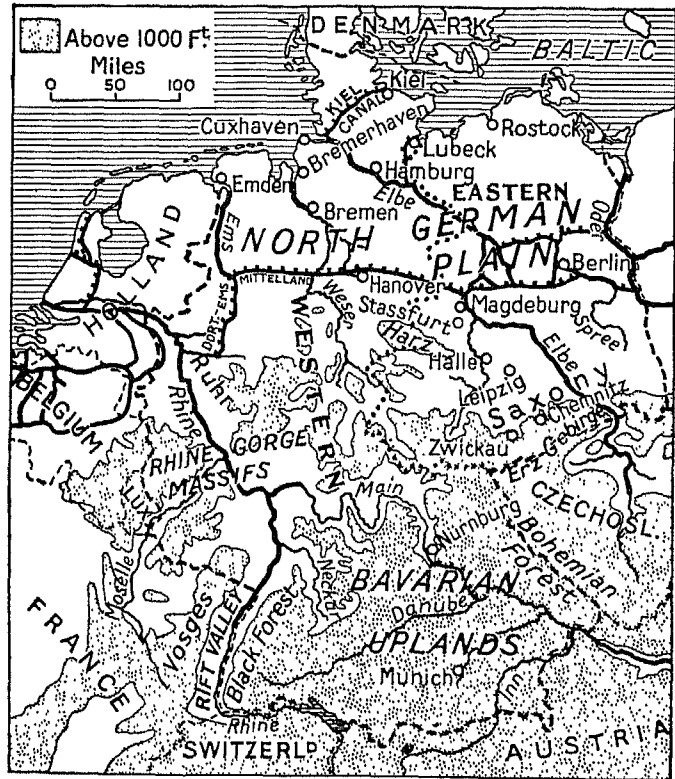 Above 1000 Ft.
Miles
0 50 100
DENMARK
BALTIC
Kiel
KIEL
CANAL
Cuxhaven
Bremerhaven
Rostock
Lubeck
Hamburg
Emden
Elbe
EASTERN
Bremen
GERMAN
Oder
Ems
NORTH
PLAIN
Berlin
HOLLAND
MITTELLAND
Hanover
DORT-EMS
Weser
Stassfurt
Magdeburg
WESTERN
Harz
Spree
Halle
Elbe
BELGIUM
Rhine
Ruhr
Leipzig
Saxony
Chemnitz
RHINE GORGE
MASSIFS
Zwickau
Erz Gebirge
Lux
Main
CZECHOSL.
Nurnburg
Bohemian
Forest
Moselle
Neckar
BAVARIAN
Danube
FRANCE
Vosges
RIFT VALLEY
Black Forest
UPLANDS
Munich
Inn
Rhine
SWITZERLD
AUSTRIA